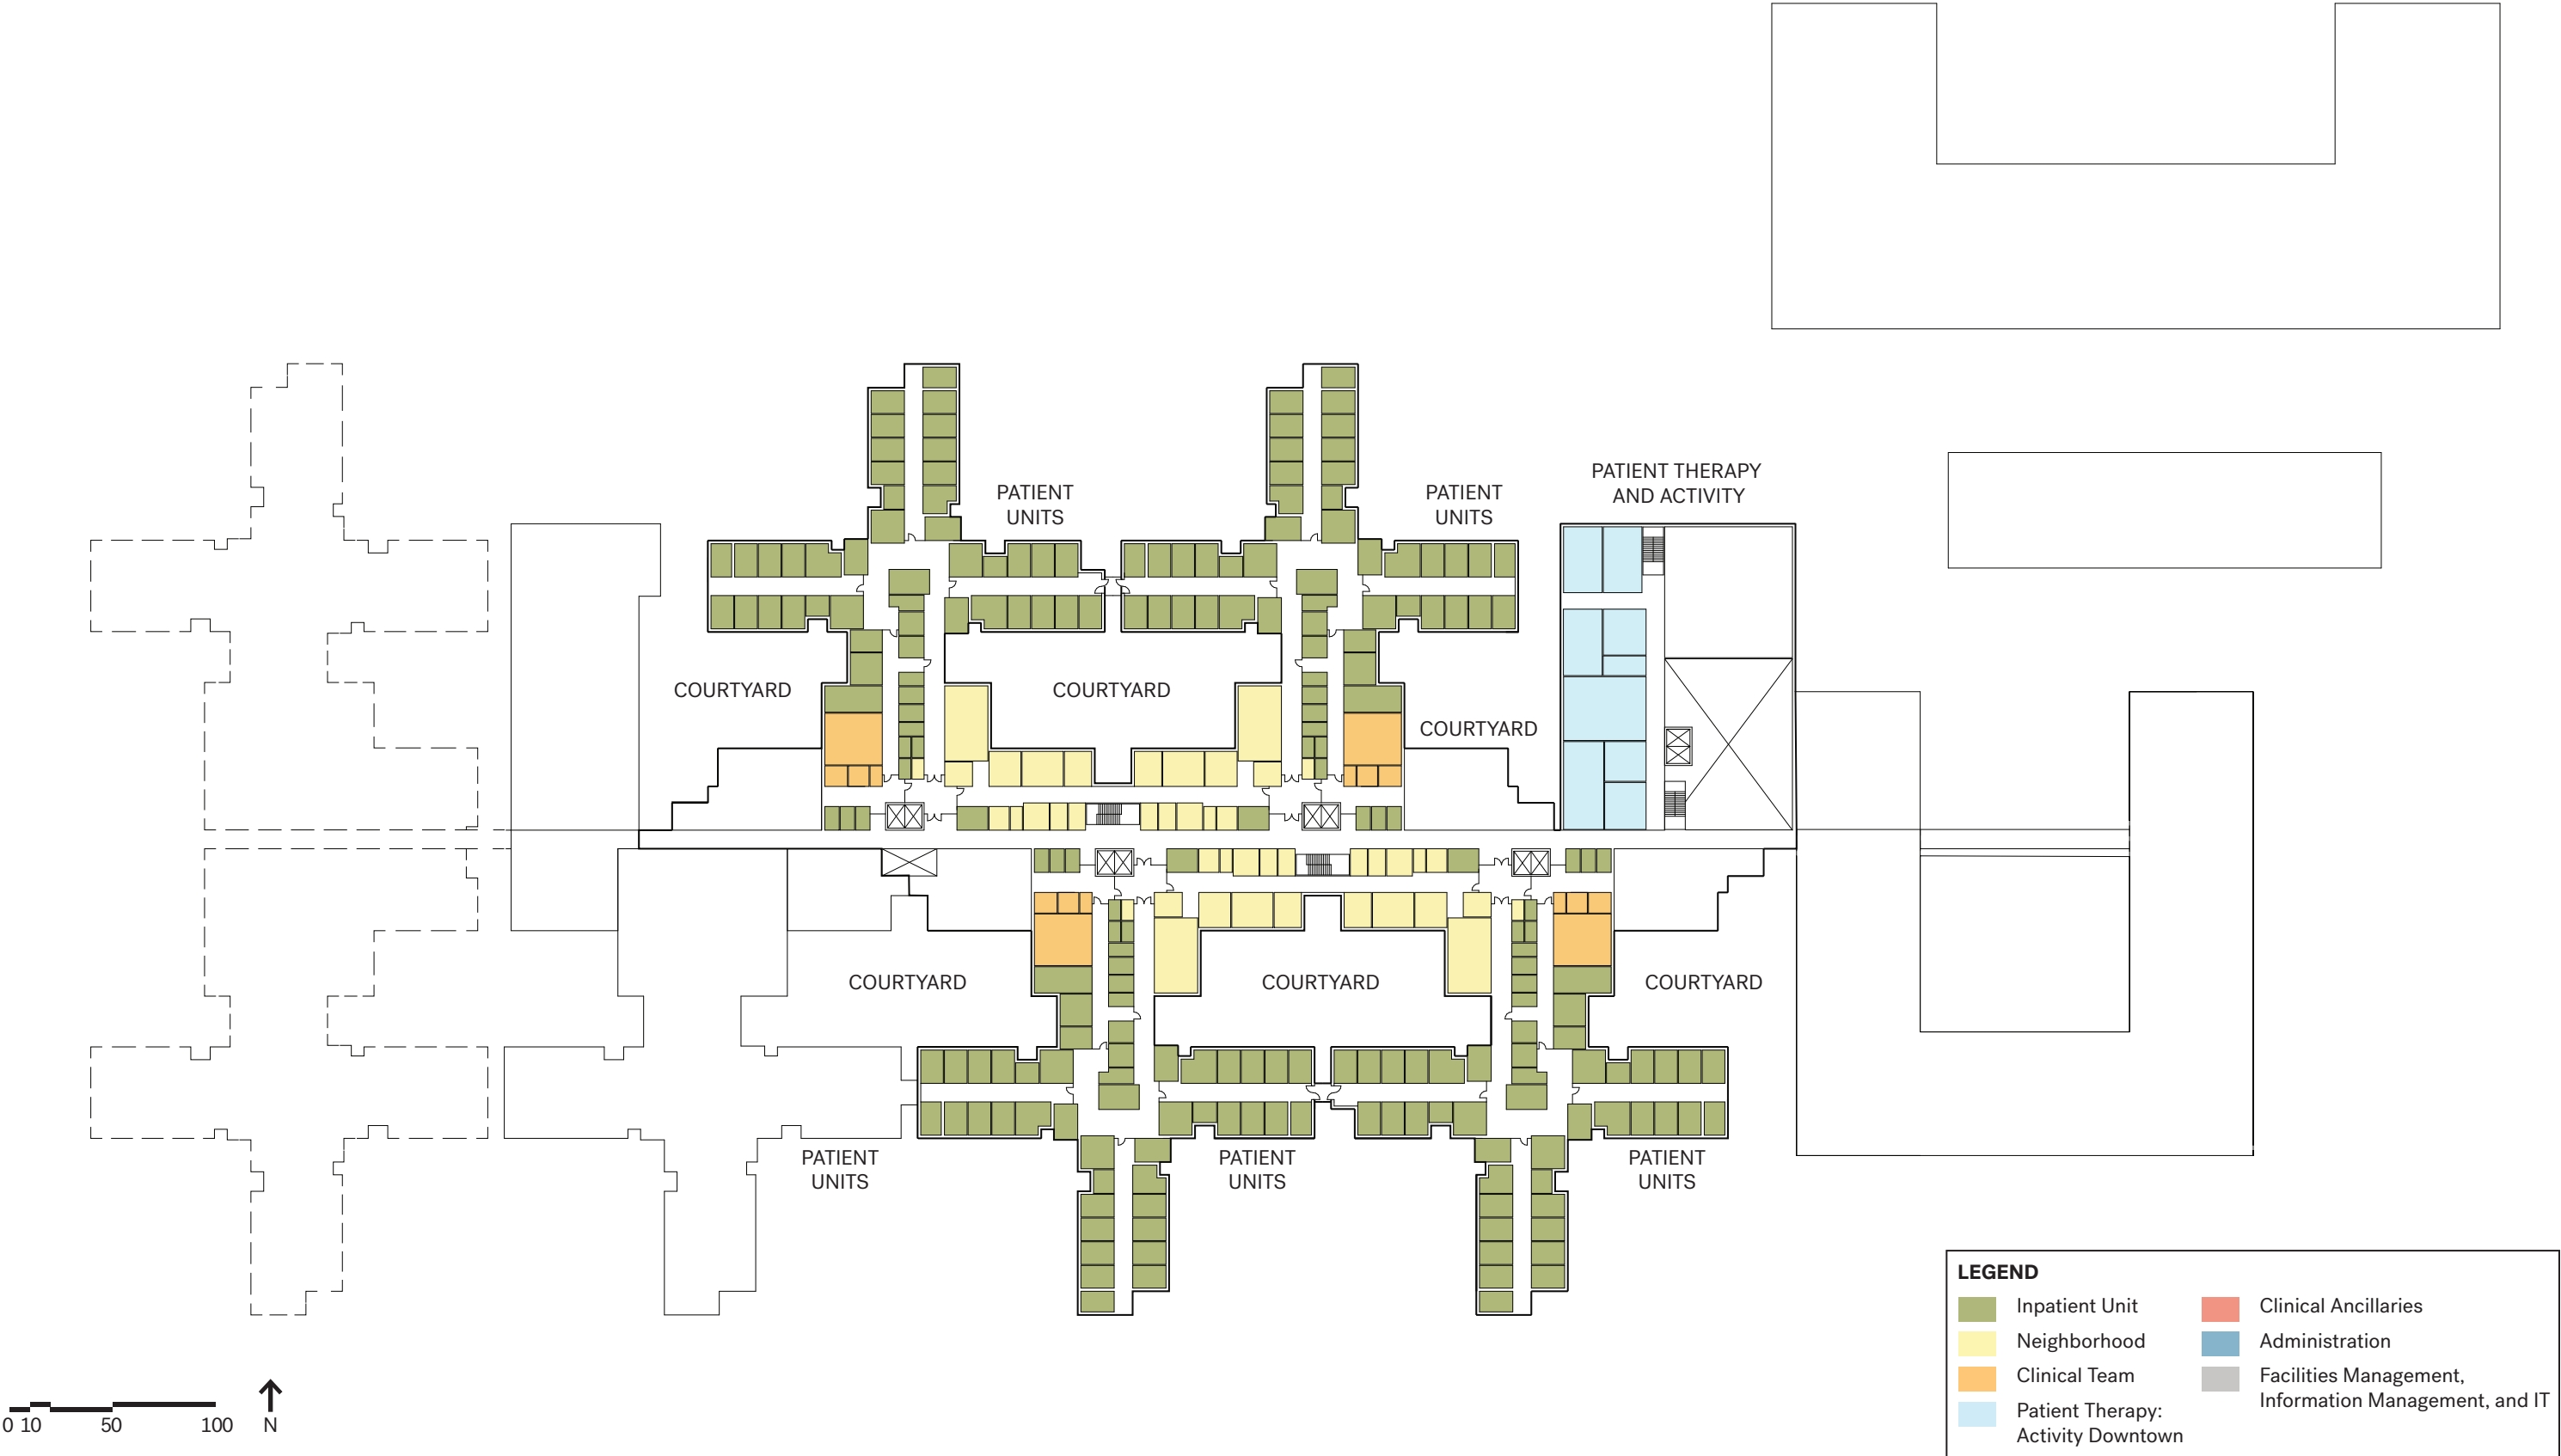 PATIENT THERAPY
AND ACTIVITY
PATIENT
UNITS
PATIENT
UNITS
COURTYARD
COURTYARD
COURTYARD
COURTYARD
COURTYARD
COURTYARD
PATIENT
UNITS
PATIENT
UNITS
PATIENT
UNITS
LEGEND
Inpatient Unit
Neighborhood
Clinical Team
Patient Therapy:
Activity Downtown
Clinical Ancillaries
Administration
Facilities Management,
Information Management, and IT
0 10 50 100
N